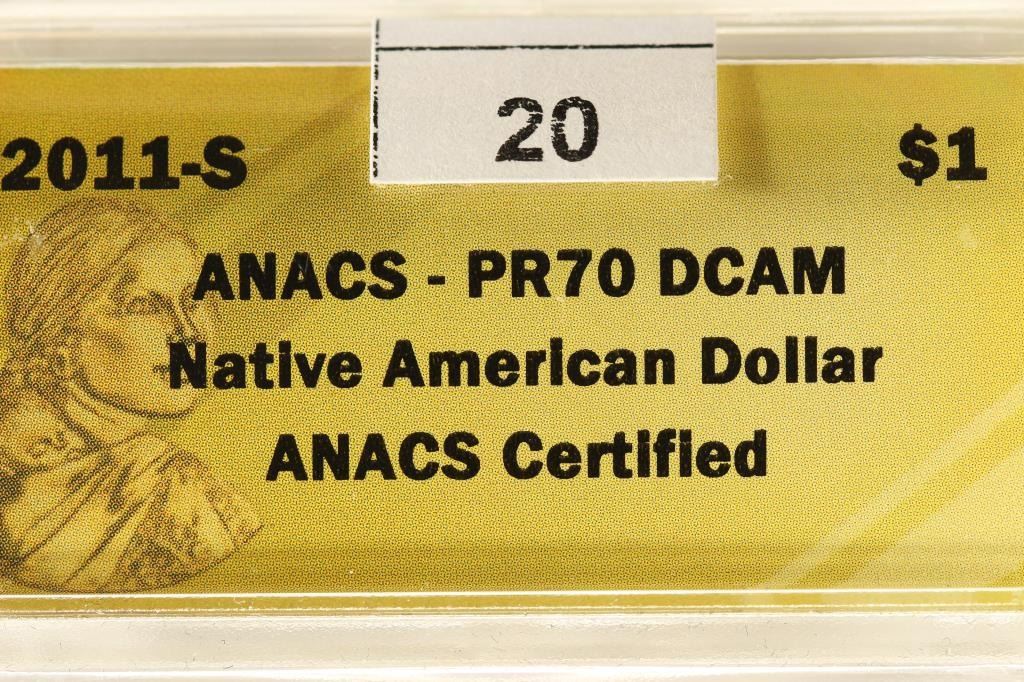 20
2011-S $1
ANACS - PR70 DCAM
Native American Dollar
ANACS Certified